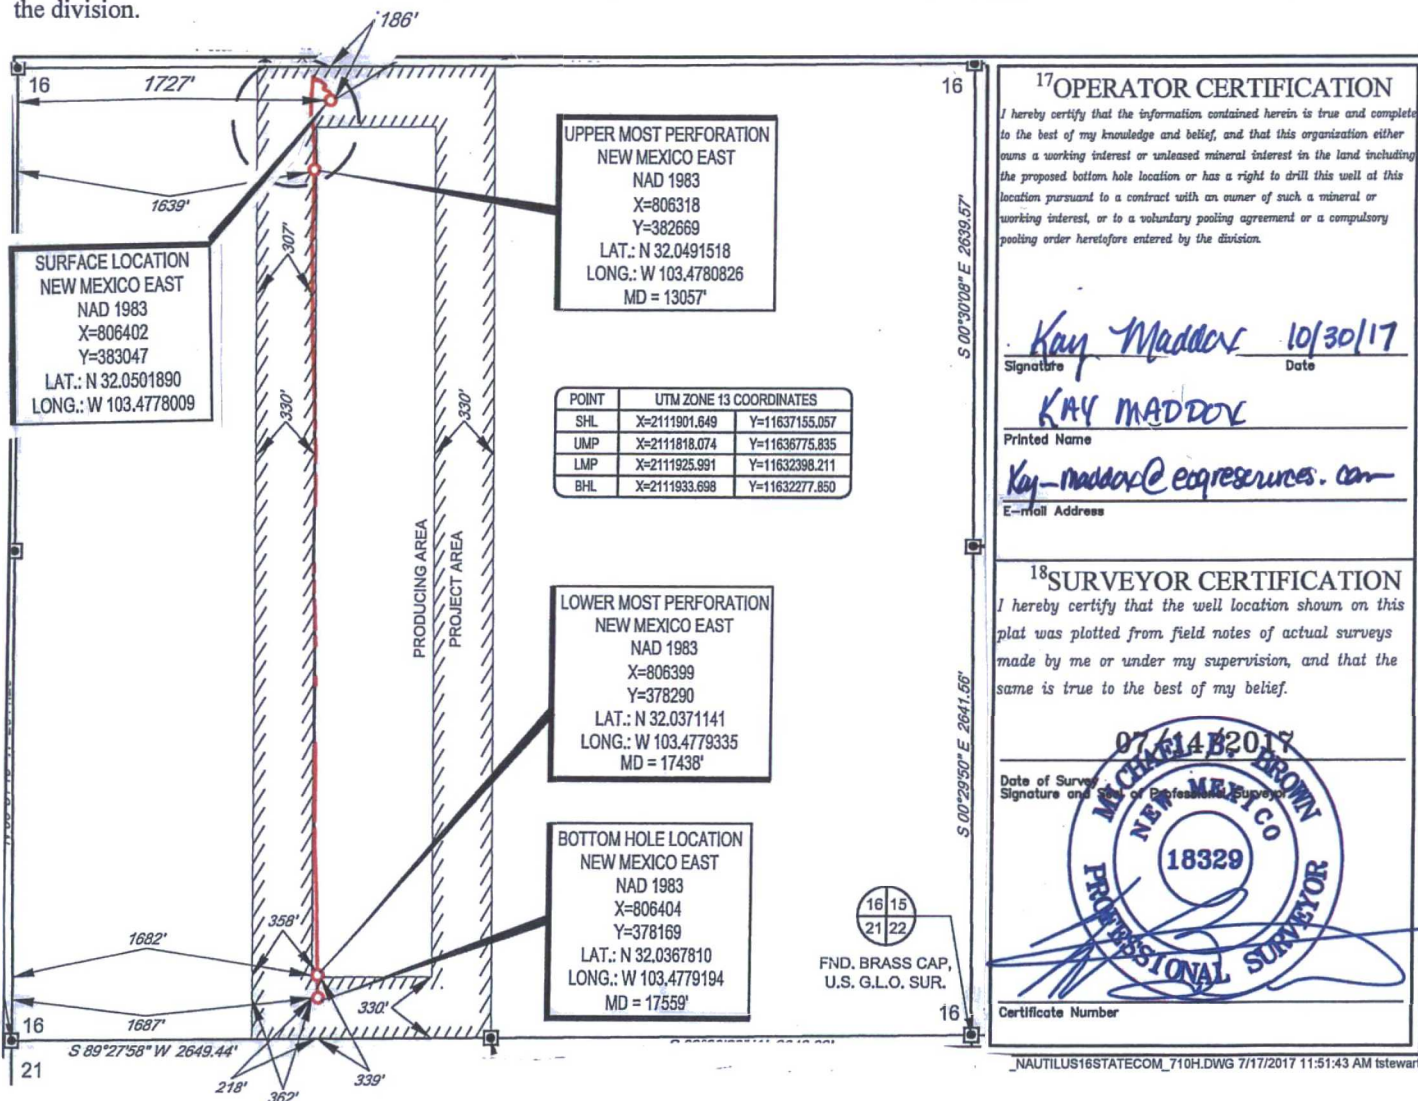 the division.
186'
16
1727'
16
1639'
307'
330'
330'
SURFACE LOCATION
NEW MEXICO EAST
NAD 1983
X=806402
Y=383047
LAT.: N 32.0501890
LONG.: W 103.4778009
UPPER MOST PERFORATION
NEW MEXICO EAST
NAD 1983
X=806318
Y=382669
LAT.: N 32.0491518
LONG.: W 103.4780826
MD = 13057'
S 00°30'08" E 2639.57'
POINT UTM ZONE 13 COORDINATES
SHL X=2111901.649 Y=11637155.057
UMP X=2111818.074 Y=11636775.835
LMP X=2111925.991 Y=11632398.211
BHL X=2111933.698 Y=11632277.850
PRODUCING AREA
PROJECT AREA
LOWER MOST PERFORATION
NEW MEXICO EAST
NAD 1983
X=806399
Y=378290
LAT.: N 32.0371141
LONG.: W 103.4779335
MD = 17438'
S 00°29'50" E 2641.56'
BOTTOM HOLE LOCATION
NEW MEXICO EAST
NAD 1983
X=806404
Y=378169
LAT.: N 32.0367810
LONG.: W 103.4779194
MD = 17559'
358'
1682'
330'
1687'
16
S 89°27'58" W 2649.44'
21
218'
362'
339'
16 15
21 22
FND. BRASS CAP,
U.S. G.L.O. SUR.
16
17 OPERATOR CERTIFICATION
I hereby certify that the information contained herein is true and complete
to the best of my knowledge and belief, and that this organization either
owns a working interest or unleased mineral interest in the land including
the proposed bottom hole location or has a right to drill this well at this
location pursuant to a contract with an owner of such a mineral or
working interest, or to a voluntary pooling agreement or a compulsory
pooling order heretofore entered by the division.
Kay Maddox 10/30/17
Signature Date
KAY MADDOX
Printed Name
Kay_maddox@eogresources.com
E-mail Address
18 SURVEYOR CERTIFICATION
I hereby certify that the well location shown on this
plat was plotted from field notes of actual surveys
made by me or under my supervision, and that the
same is true to the best of my belief.
07/14/2017
Date of Survey
Signature and Seal of Professional Surveyor
MICHAEL B. BROWN
NEW MEXICO
18329
PROFESSIONAL SURVEYOR
Certificate Number
_NAUTILUS16STATECOM_710H.DWG 7/17/2017 11:51:43 AM tstewart